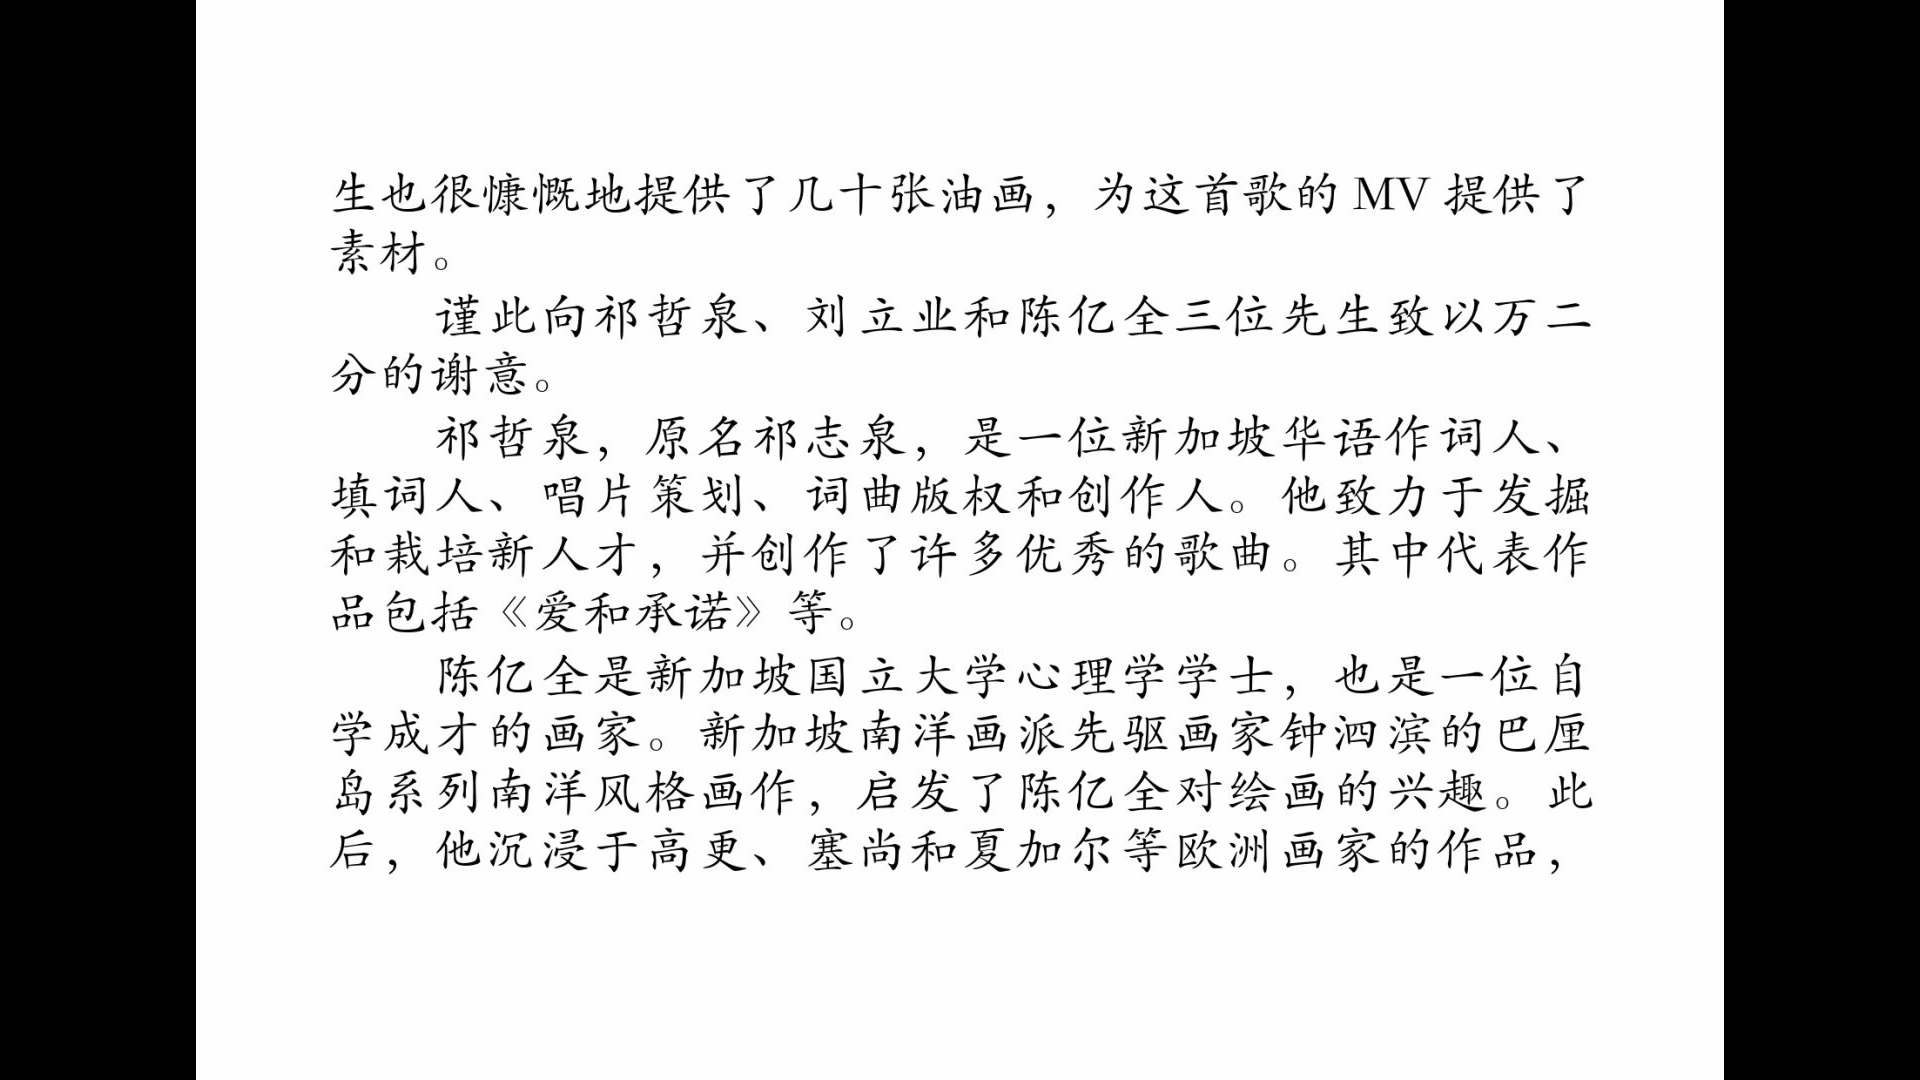 生也很慷慨地提供了几十张油画，为这首歌的 MV 提供了
素材。
谨此向祁哲泉、刘立业和陈亿全三位先生致以万二
分的谢意。
祁哲泉，原名祁志泉，是一位新加坡华语作词人、
填词人、唱片策划、词曲版权和创作人。他致力于发掘
和栽培新人才，并创作了许多优秀的歌曲。其中代表作
品包括《爱和承诺》等。
陈亿全是新加坡国立大学心理学学士，也是一位自
学成才的画家。新加坡南洋画派先驱画家钟泗滨的巴厘
岛系列南洋风格画作，启发了陈亿全对绘画的兴趣。此
后，他沉浸于高更、塞尚和夏加尔等欧洲画家的作品，